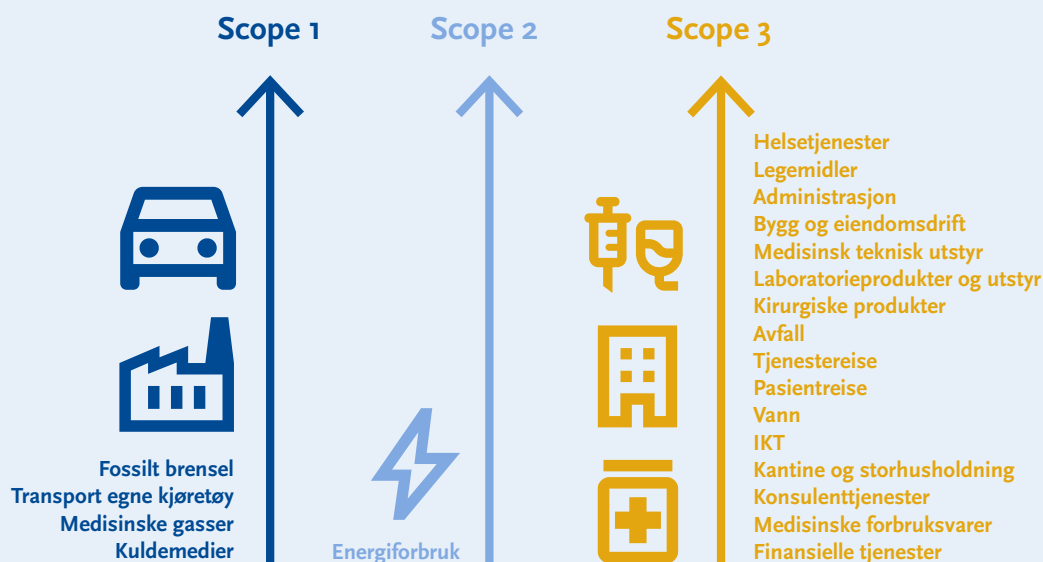 Scope 1
Scope 2
Scope 3
Fossilt brensel
Transport egne kjøretøy
Medisinske gasser
Kuldemedier
Energiforbruk
Helsetjenester
Legemidler
Administrasjon
Bygg og eiendomsdrift
Medisinsk teknisk utstyr
Laboratorieprodukter og utstyr
Kirurgiske produkter
Avfall
Tjenestereise
Pasientreise
Vann
IKT
Kantine og storhusholdning
Konsulenttjenester
Medisinske forbruksvarer
Finansielle tjenester